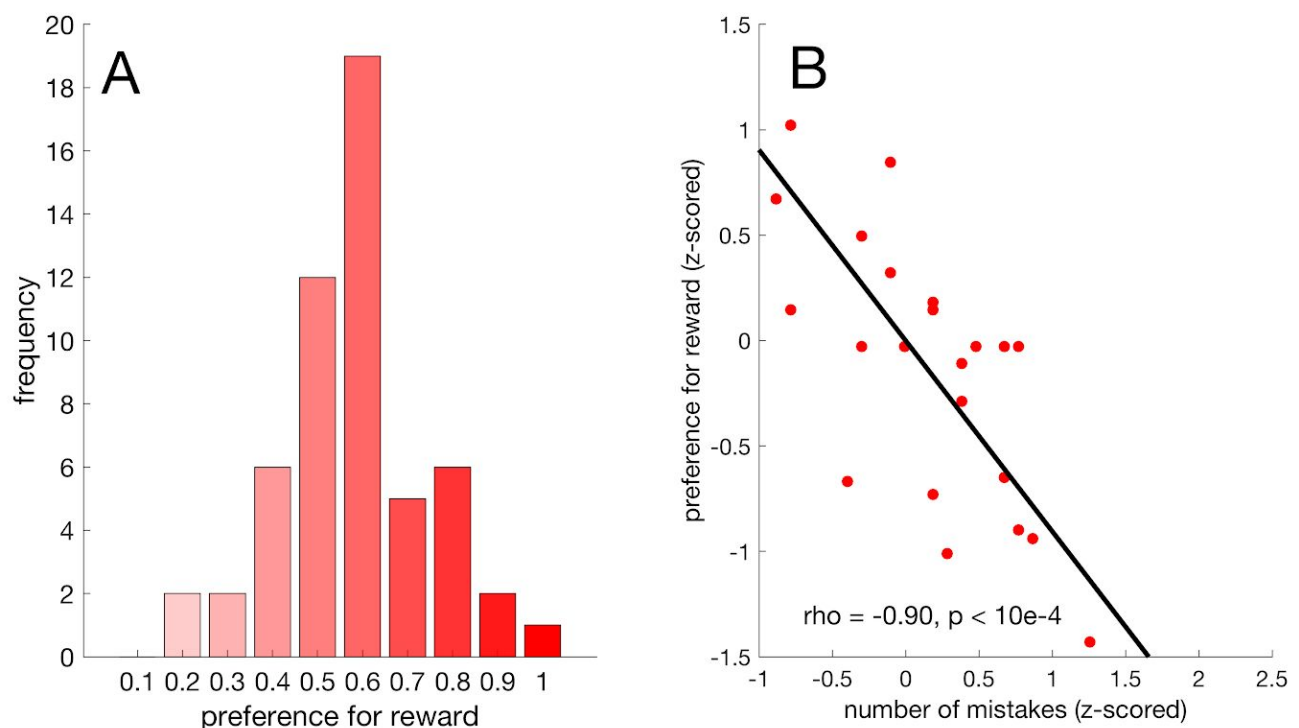 A
20
18
16
14
12
10
8
6
4
2
0
frequency
0.1 0.2 0.3 0.4 0.5 0.6 0.7 0.8 0.9 1
preference for reward
B
1.5
1
0.5
0
-0.5
-1
-1.5
preference for reward (z-scored)
rho = -0.90, p < 10e-4
-1 -0.5 0 0.5 1 1.5 2 2.5
number of mistakes (z-scored)